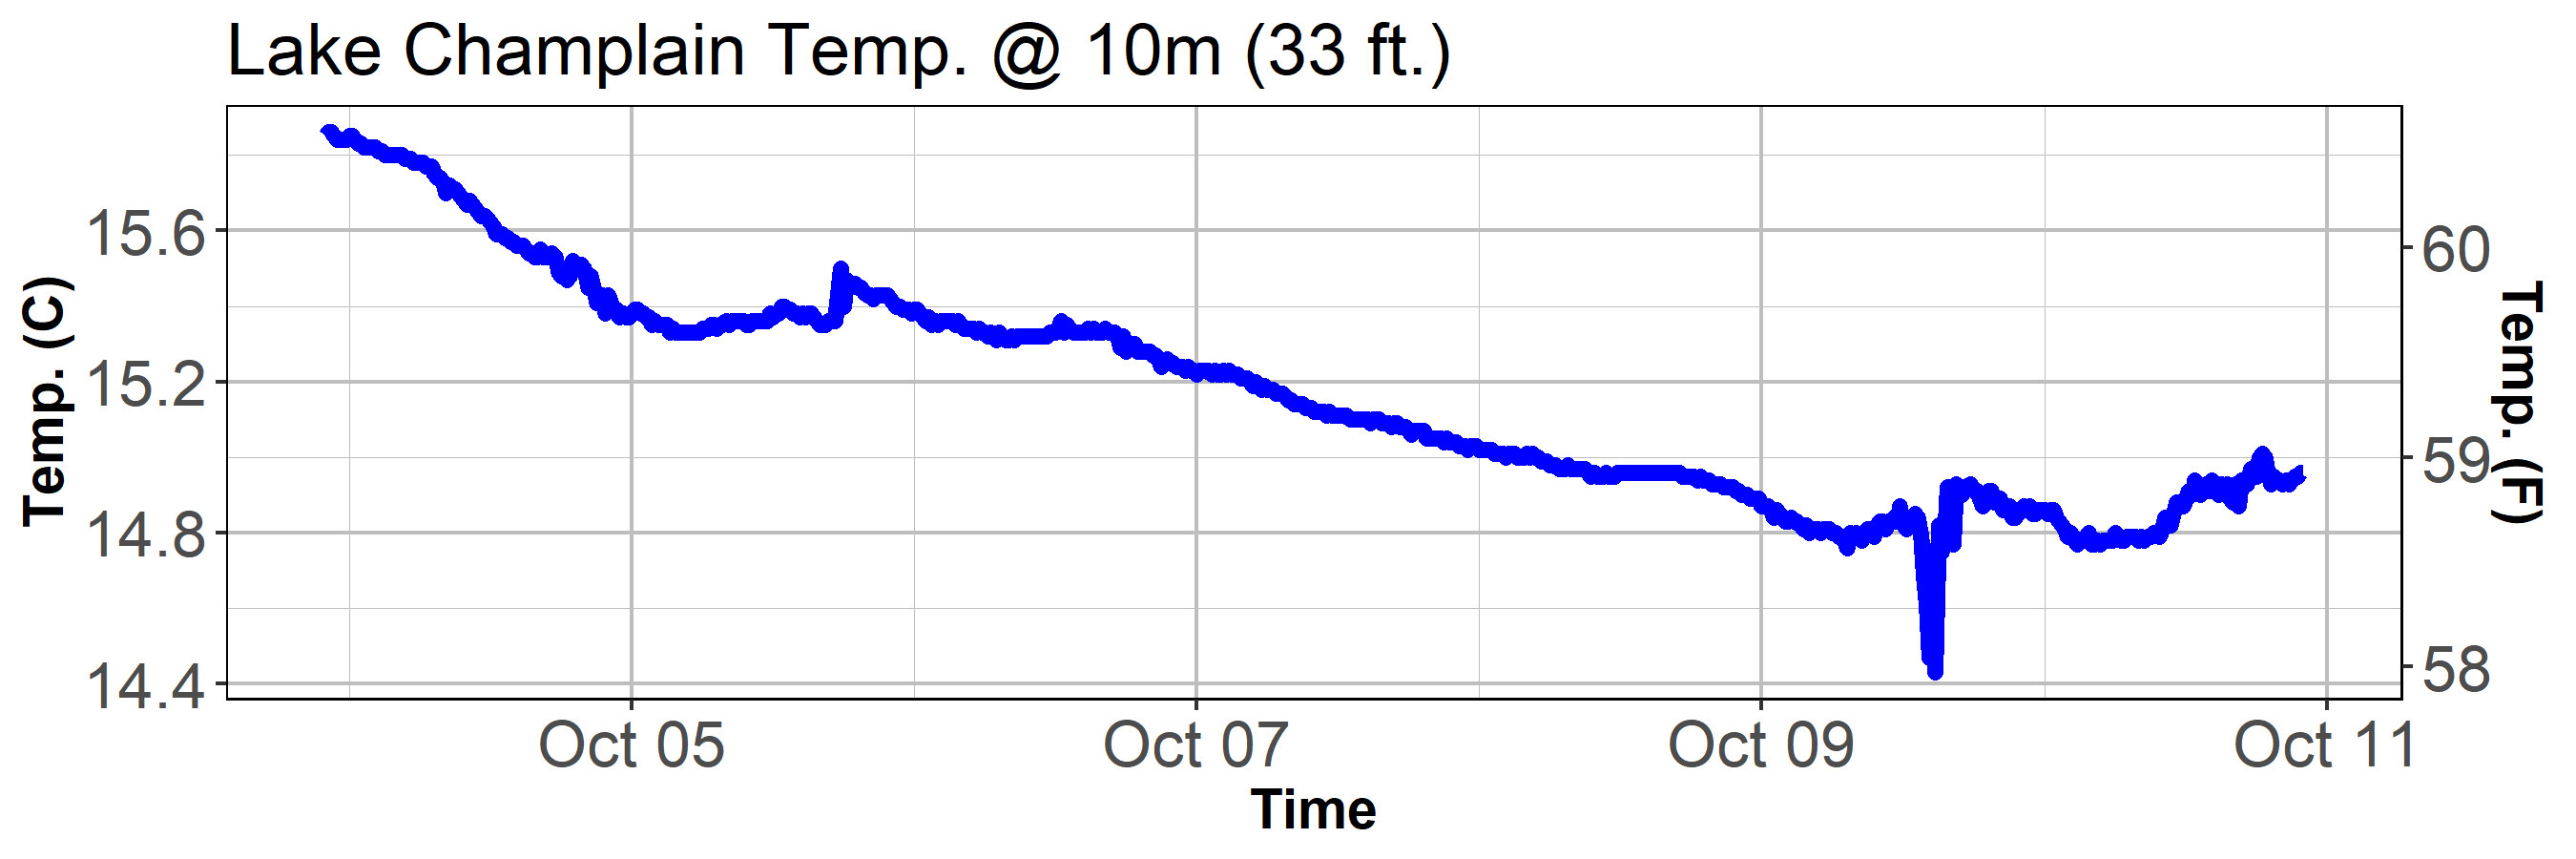 Lake Champlain Temp. @ 10m (33 ft.)
Temp. (C)
15.6
15.2
14.8
14.4
60
59
58
Temp. (F)
Oct 05
Oct 07
Oct 09
Oct 11
Time